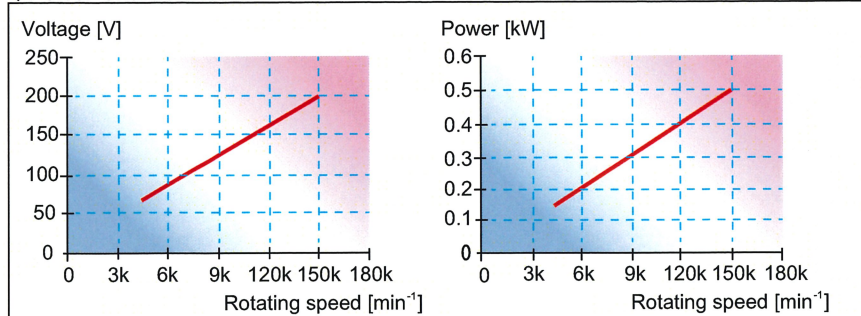 Voltage [V]
250
200
150
100
50
0
0 3k 6k 9k 120k 150k 180k
Rotating speed [min⁻¹]
Power [kW]
0.6
0.5
0.4
0.3
0.2
0.1
0
0 3k 6k 9k 120k 150k 180k
Rotating speed [min⁻¹]